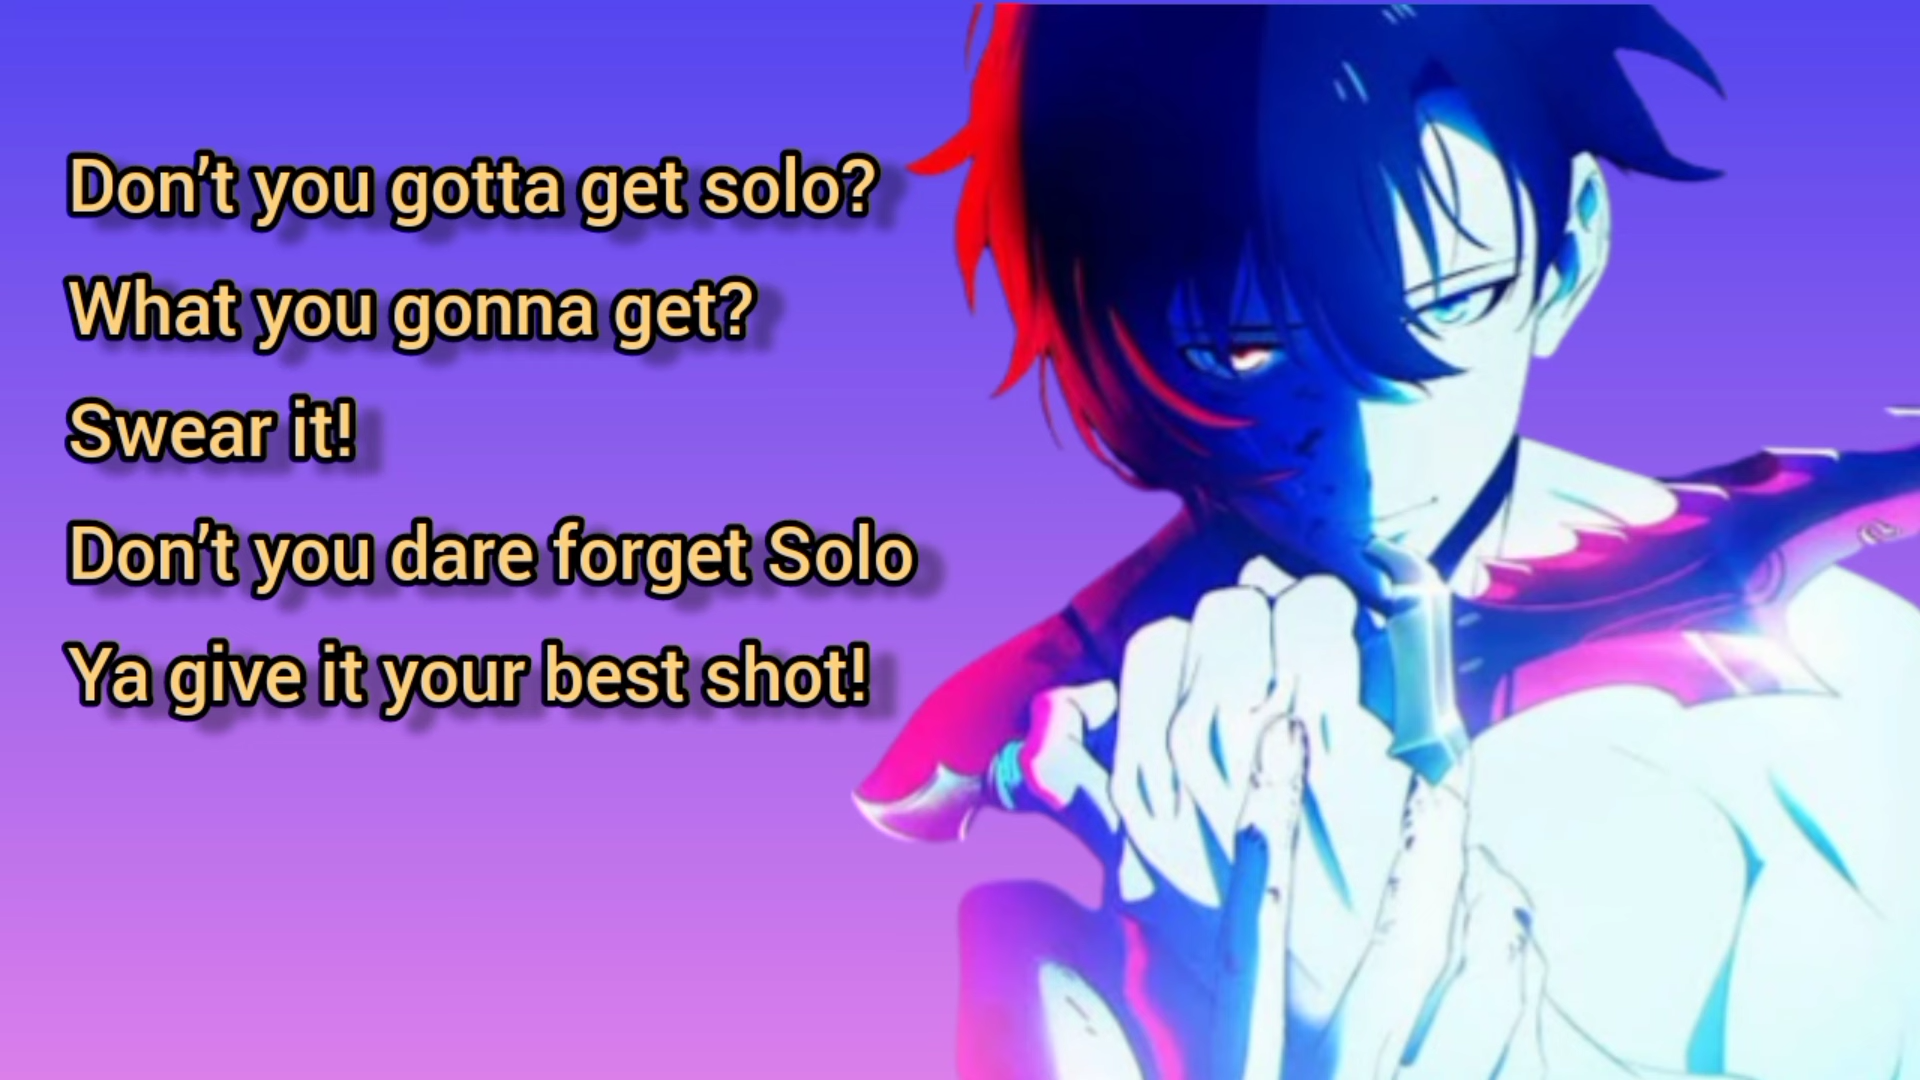 Don’t you gotta get solo?
What you gonna get?
Swear it!
Don’t you dare forget Solo
Ya give it your best shot!